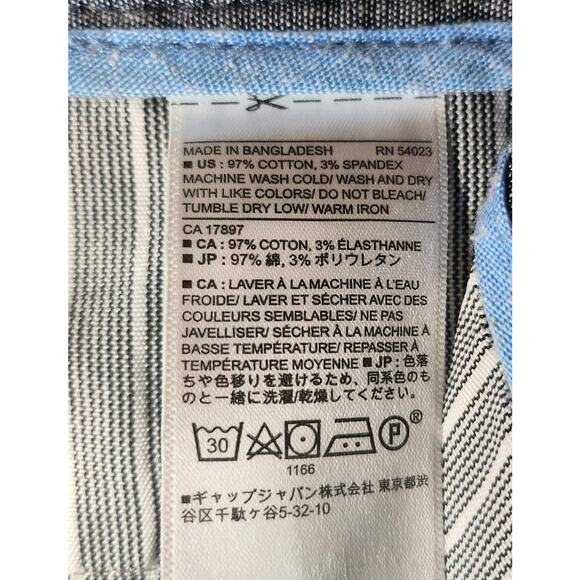 MADE IN BANGLADESH RN 54023
■ US : 97% COTTON, 3% SPANDEX
MACHINE WASH COLD/ WASH AND DRY
WITH LIKE COLORS/ DO NOT BLEACH/
TUMBLE DRY LOW/ WARM IRON
CA 17897
■ CA : 97% COTON, 3% ÉLASTHANNE
■ JP : 97% 綿, 3% ポリウレタン
■ CA : LAVER À LA MACHINE À L'EAU
FROIDE/ LAVER ET SÉCHER AVEC DES
COULEURS SEMBLABLES/ NE PAS
JAVELLISER/ SÉCHER À LA MACHINE À
BASSE TEMPÉRATURE/ REPASSER À
TEMPÉRATURE MOYENNE ■ JP : 色落
ちや色移りを避けるため、同系色のも
のと一緒に洗濯/乾燥してください。
30 P ®
1166
■ギャップジャパン株式会社 東京都渋
谷区千駄ヶ谷5-32-10